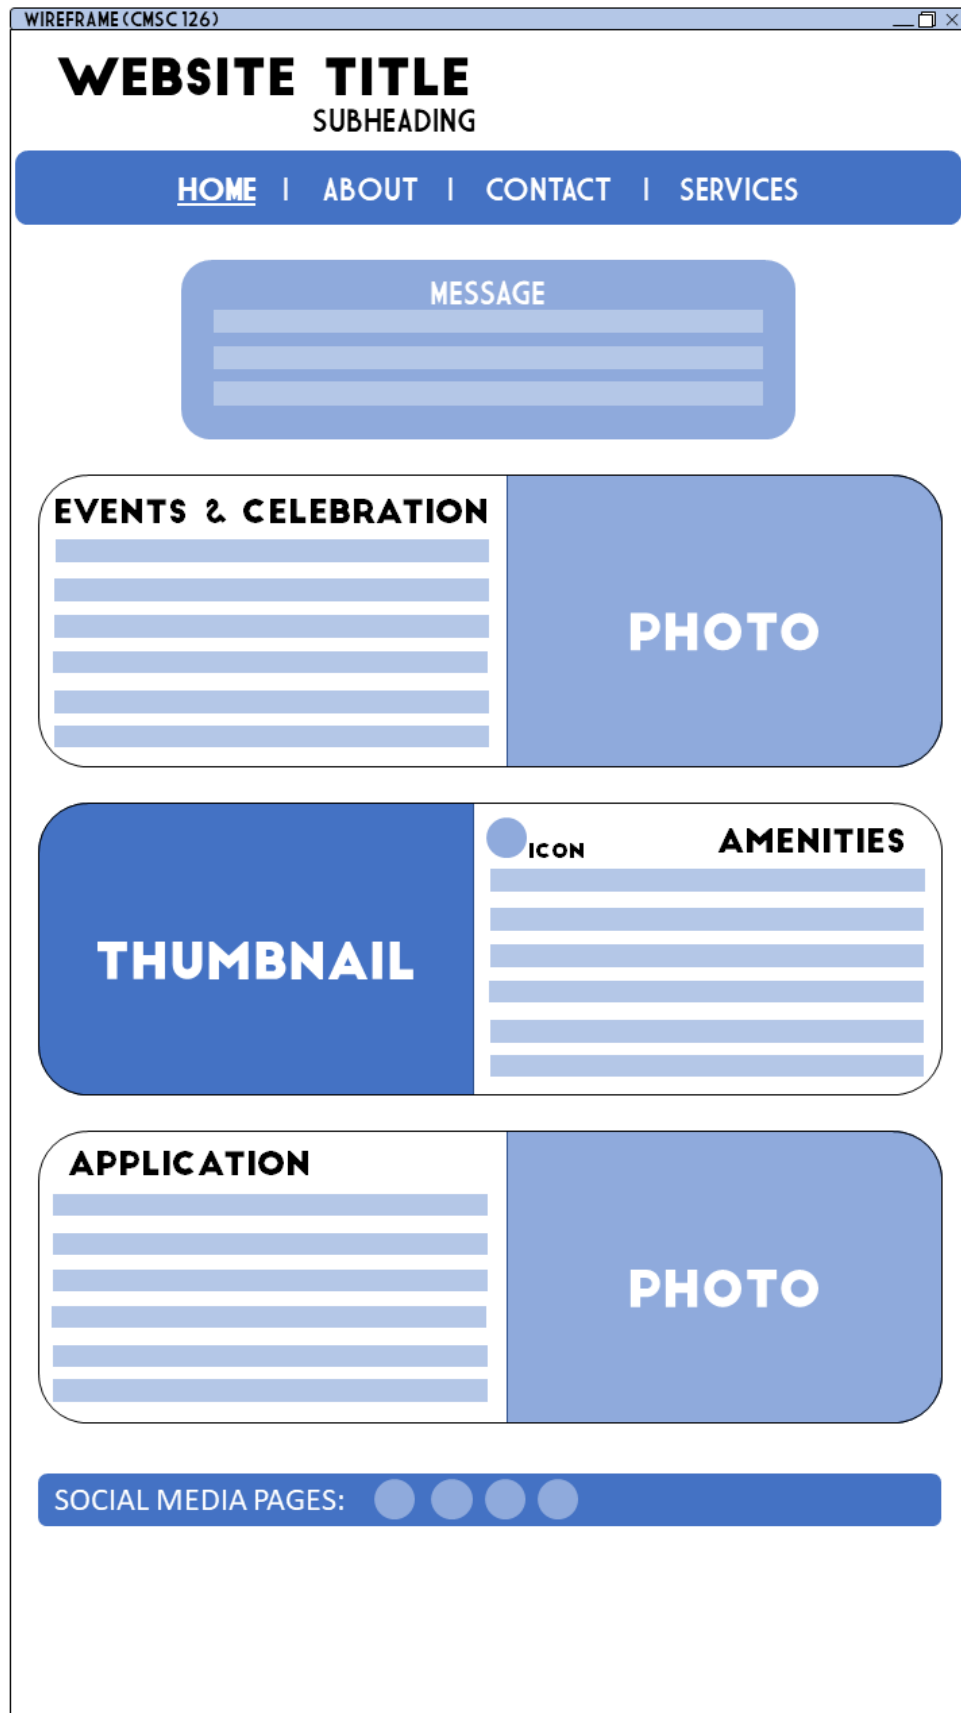 WIREFRAME (CMSC 126)
WEBSITE TITLE
SUBHEADING
HOME | ABOUT | CONTACT | SERVICES
MESSAGE
EVENTS & CELEBRATION
PHOTO
THUMBNAIL
ICON
AMENITIES
APPLICATION
PHOTO
SOCIAL MEDIA PAGES: